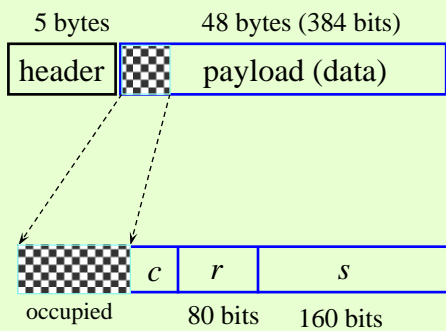 5 bytes 48 bytes (384 bits)
header payload (data)
c r s
occupied 80 bits 160 bits